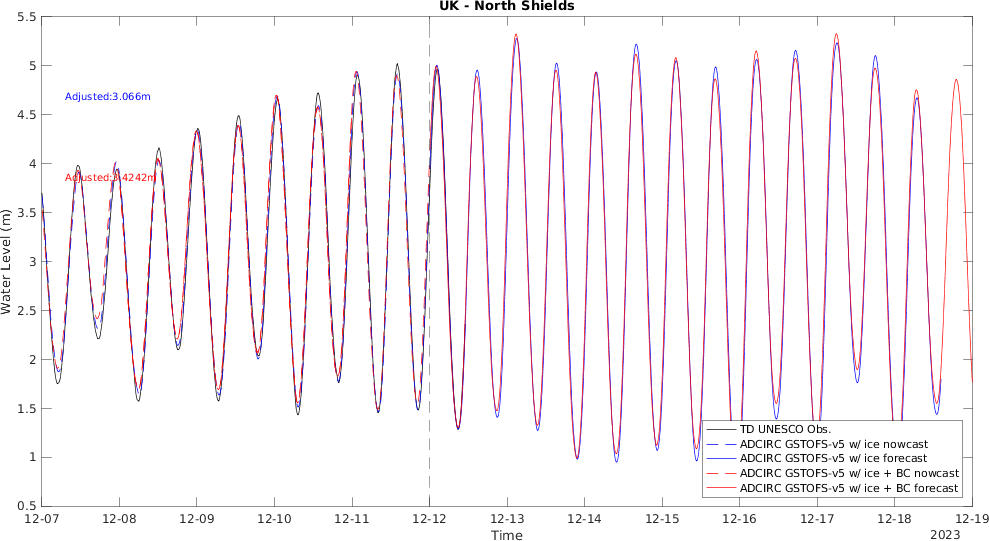 UK - North Shields
5.5
5
4.5
4
3.5
3
2.5
2
1.5
1
0.5
Water Level (m)
Adjusted:3.066m
Adjusted:3.4242m
TD UNESCO Obs.
ADCIRC GSTOFS-v5 w/ ice nowcast
ADCIRC GSTOFS-v5 w/ ice forecast
ADCIRC GSTOFS-v5 w/ ice + BC nowcast
ADCIRC GSTOFS-v5 w/ ice + BC forecast
12-07 12-08 12-09 12-10 12-11 12-12 12-13 12-14 12-15 12-16 12-17 12-18 12-19
Time
2023